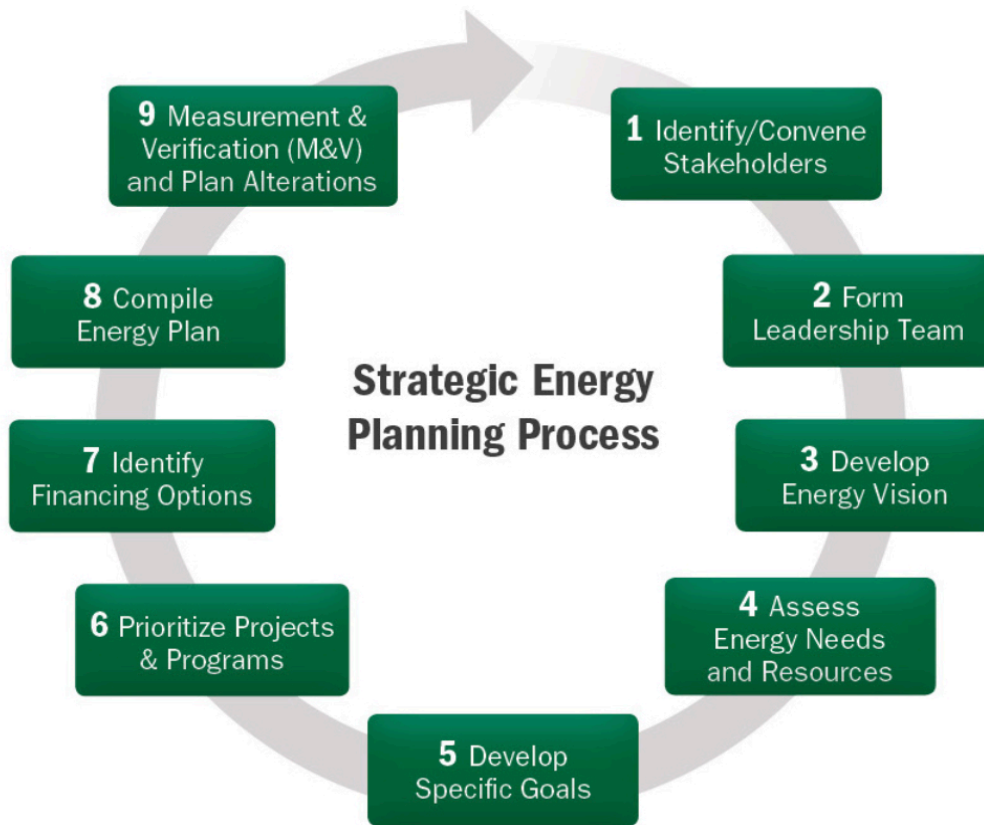 Strategic Energy
Planning Process
1 Identify/Convene
Stakeholders
2 Form
Leadership Team
3 Develop
Energy Vision
4 Assess
Energy Needs
and Resources
5 Develop
Specific Goals
6 Prioritize Projects
& Programs
7 Identify
Financing Options
8 Compile
Energy Plan
9 Measurement &
Verification (M&V)
and Plan Alterations